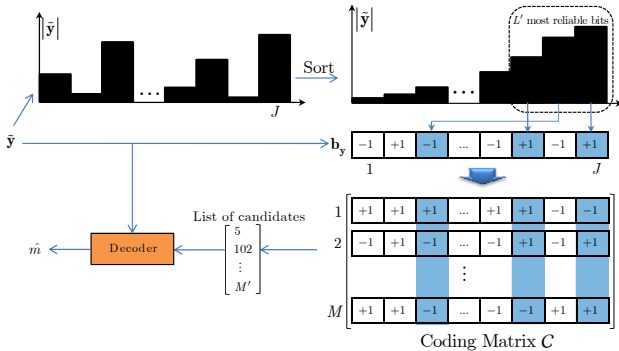 |ỹ|
...
J
Sort
|ỹ|
L′ most reliable bits
...
ỹ
b_y
−1 +1 −1 ... −1 +1 −1 +1
1 J
List of candidates
5
102
⋮
M′
Decoder
m̂
1 +1 +1 +1 ... +1 +1 −1 −1
2 −1 +1 −1 ... −1 +1 −1 +1
⋮
M +1 +1 −1 ... −1 −1 +1 +1
Coding Matrix 𝒞